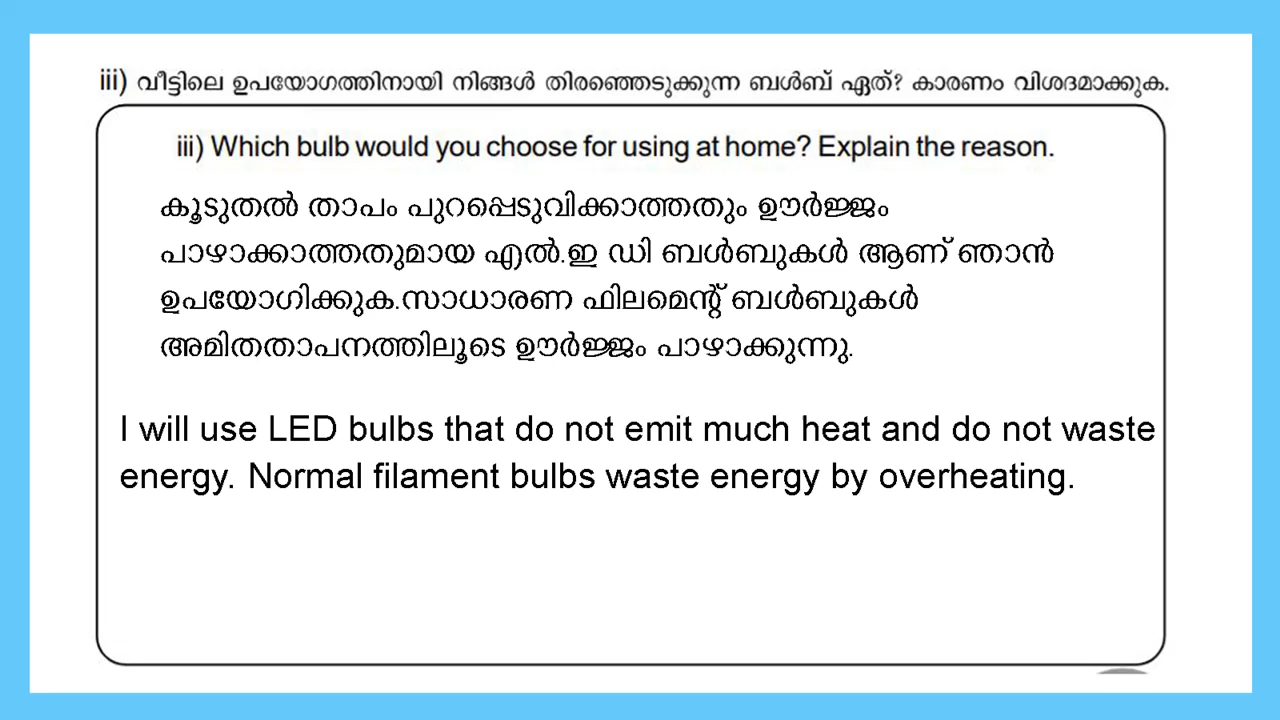 iii) വീട്ടിലെ ഉപയോഗത്തിനായി നിങ്ങൾ തിരഞ്ഞെടുക്കുന്ന ബൾബ് ഏത്? കാരണം വിശദമാക്കുക.
iii) Which bulb would you choose for using at home? Explain the reason.
കൂടുതൽ താപം പുറപ്പെടുവിക്കാത്തതും ഊർജ്ജം
പാഴാക്കാത്തതുമായ എൽ.ഇ ഡി ബൾബുകൾ ആണ് ഞാൻ
ഉപയോഗിക്കുക.സാധാരണ ഫിലമെന്റ് ബൾബുകൾ
അമിതതാപനത്തിലൂടെ ഊർജ്ജം പാഴാക്കുന്നു.
I will use LED bulbs that do not emit much heat and do not waste
energy. Normal filament bulbs waste energy by overheating.